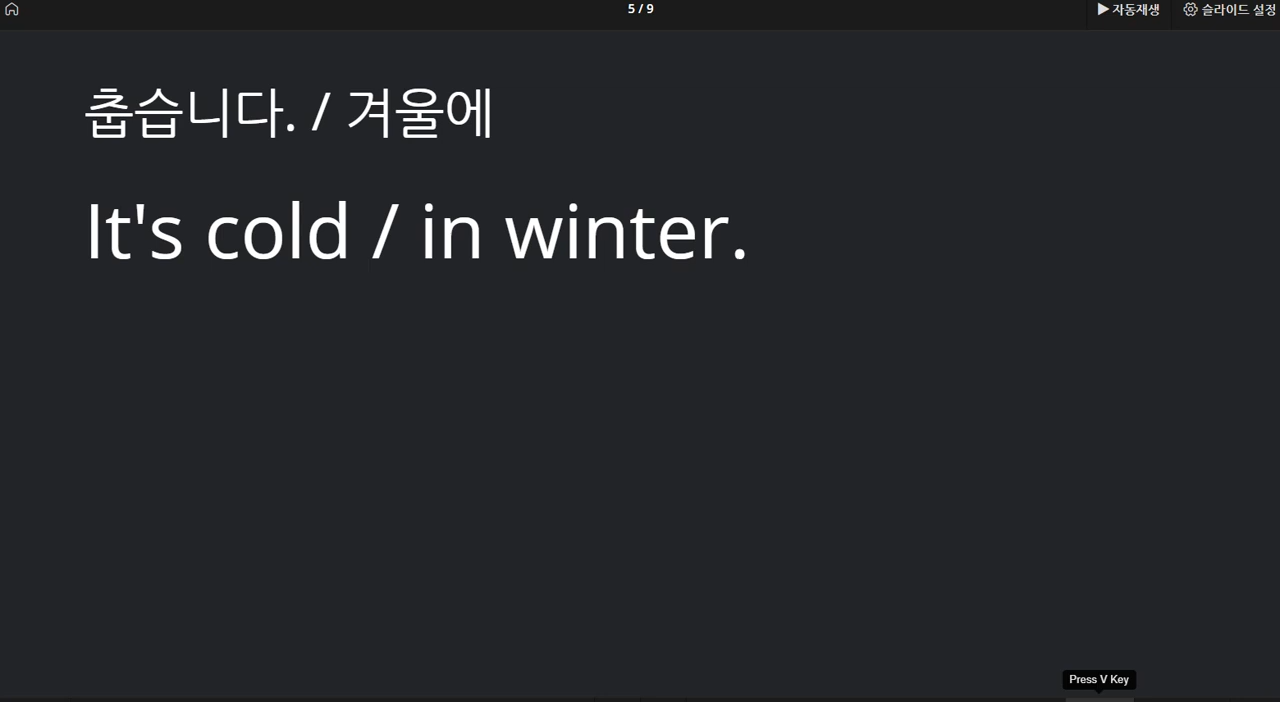 5 / 9
▶ 자동재생
슬라이드 설정
춥습니다. / 겨울에
It's cold / in winter.
Press V Key